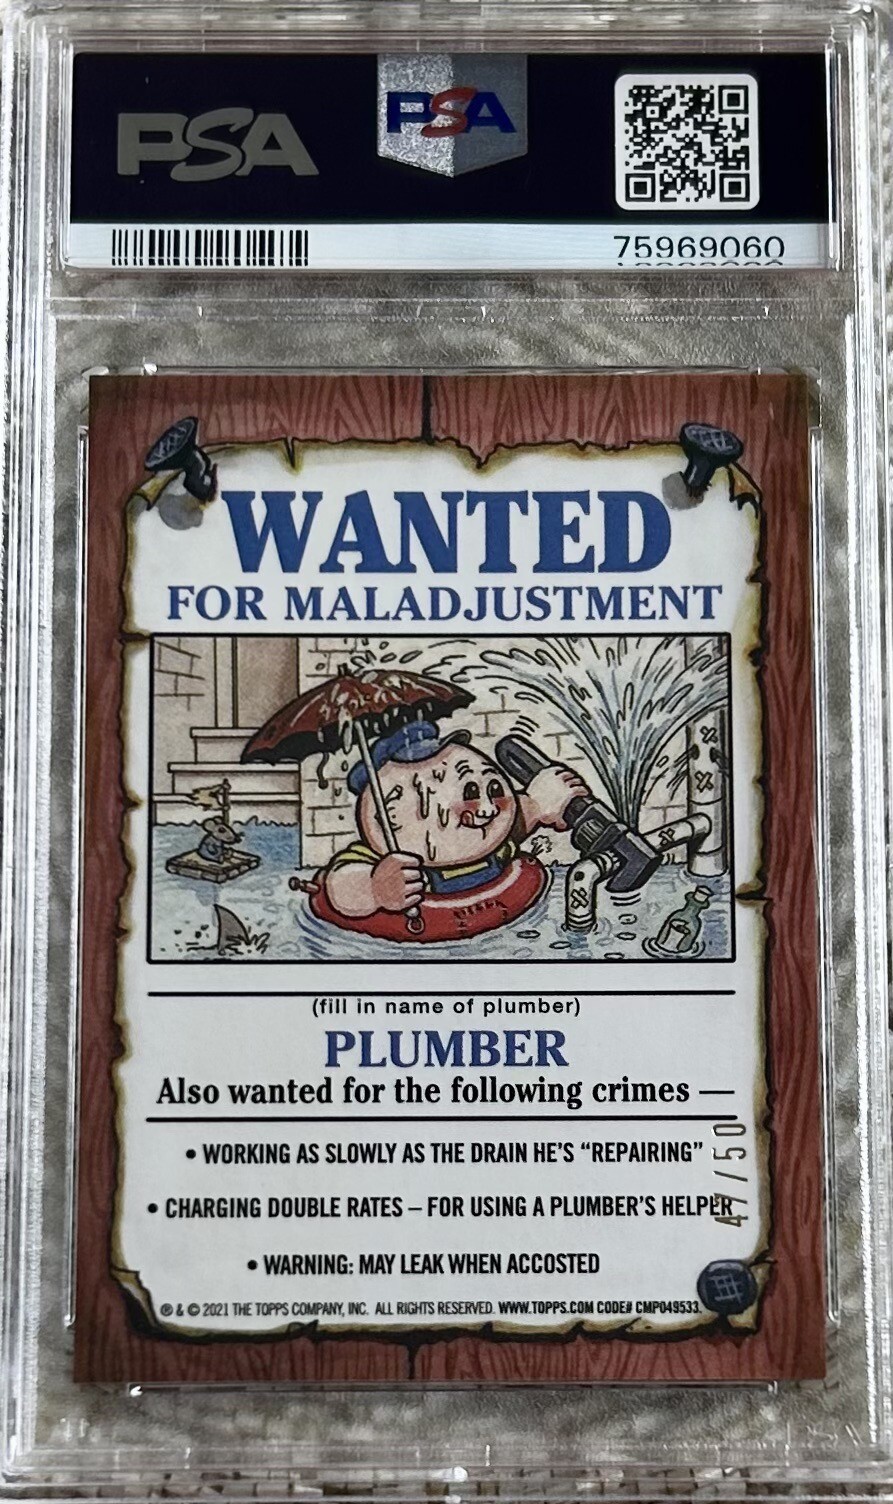 PSA
PSA
75969060
WANTED
FOR MALADJUSTMENT
(fill in name of plumber)
PLUMBER
Also wanted for the following crimes —
• WORKING AS SLOWLY AS THE DRAIN HE'S “REPAIRING”
• CHARGING DOUBLE RATES – FOR USING A PLUMBER'S HELPER
• WARNING: MAY LEAK WHEN ACCOSTED
47/50
® & © 2021 THE TOPPS COMPANY, INC. ALL RIGHTS RESERVED. WWW.TOPPS.COM CODE# CMP049533.